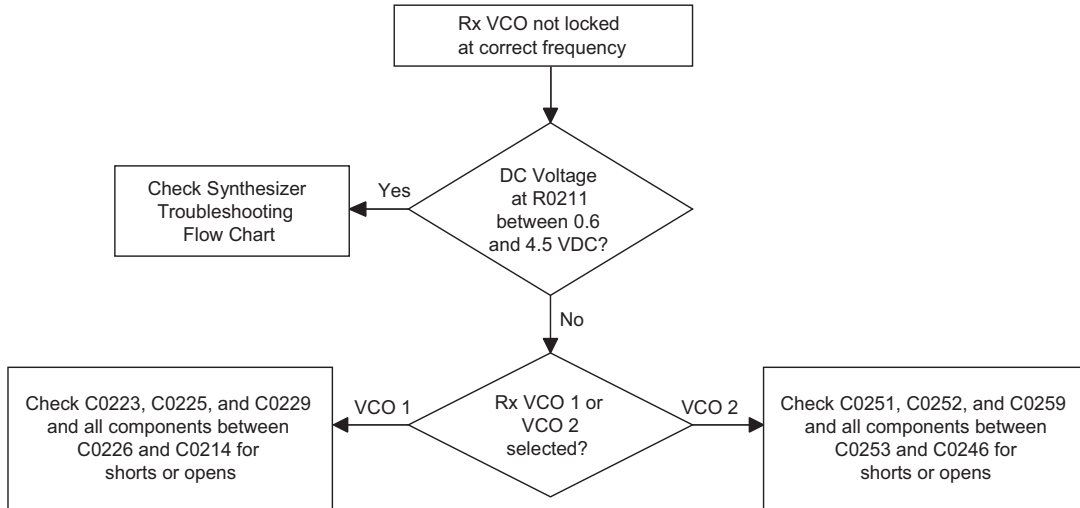 Rx VCO not locked
at correct frequency
DC Voltage
at R0211
between 0.6
and 4.5 VDC?
Yes
Check Synthesizer
Troubleshooting
Flow Chart
No
Rx VCO 1 or
VCO 2
selected?
VCO 1
Check C0223, C0225, and C0229
and all components between
C0226 and C0214 for
shorts or opens
VCO 2
Check C0251, C0252, and C0259
and all components between
C0253 and C0246 for
shorts or opens